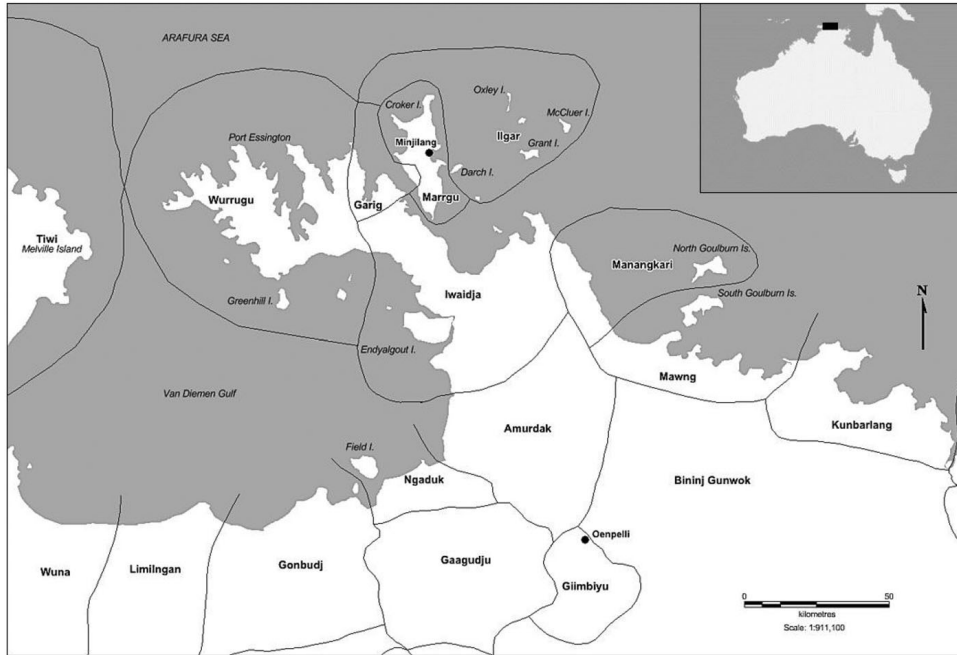 ARAFURA SEA
Oxley I.
Croker I.
McCluer I.
Port Essington
Ilgar
Minjilang
Grant I.
Darch I.
Wurrugu
Garig
Marrgu
Tiwi
Melville Island
North Goulburn Is.
Manangkari
South Goulburn Is.
Greenhill I.
Iwaidja
N
Endyalgout I.
Mawng
Van Diemen Gulf
Amurdak
Kunbarlang
Field I.
Ngaduk
Bininj Gunwok
Oenpelli
Wuna
Limilngan
Gonbudj
Gaagudju
Giimbiyu
0 50
kilometres
Scale: 1:911,100